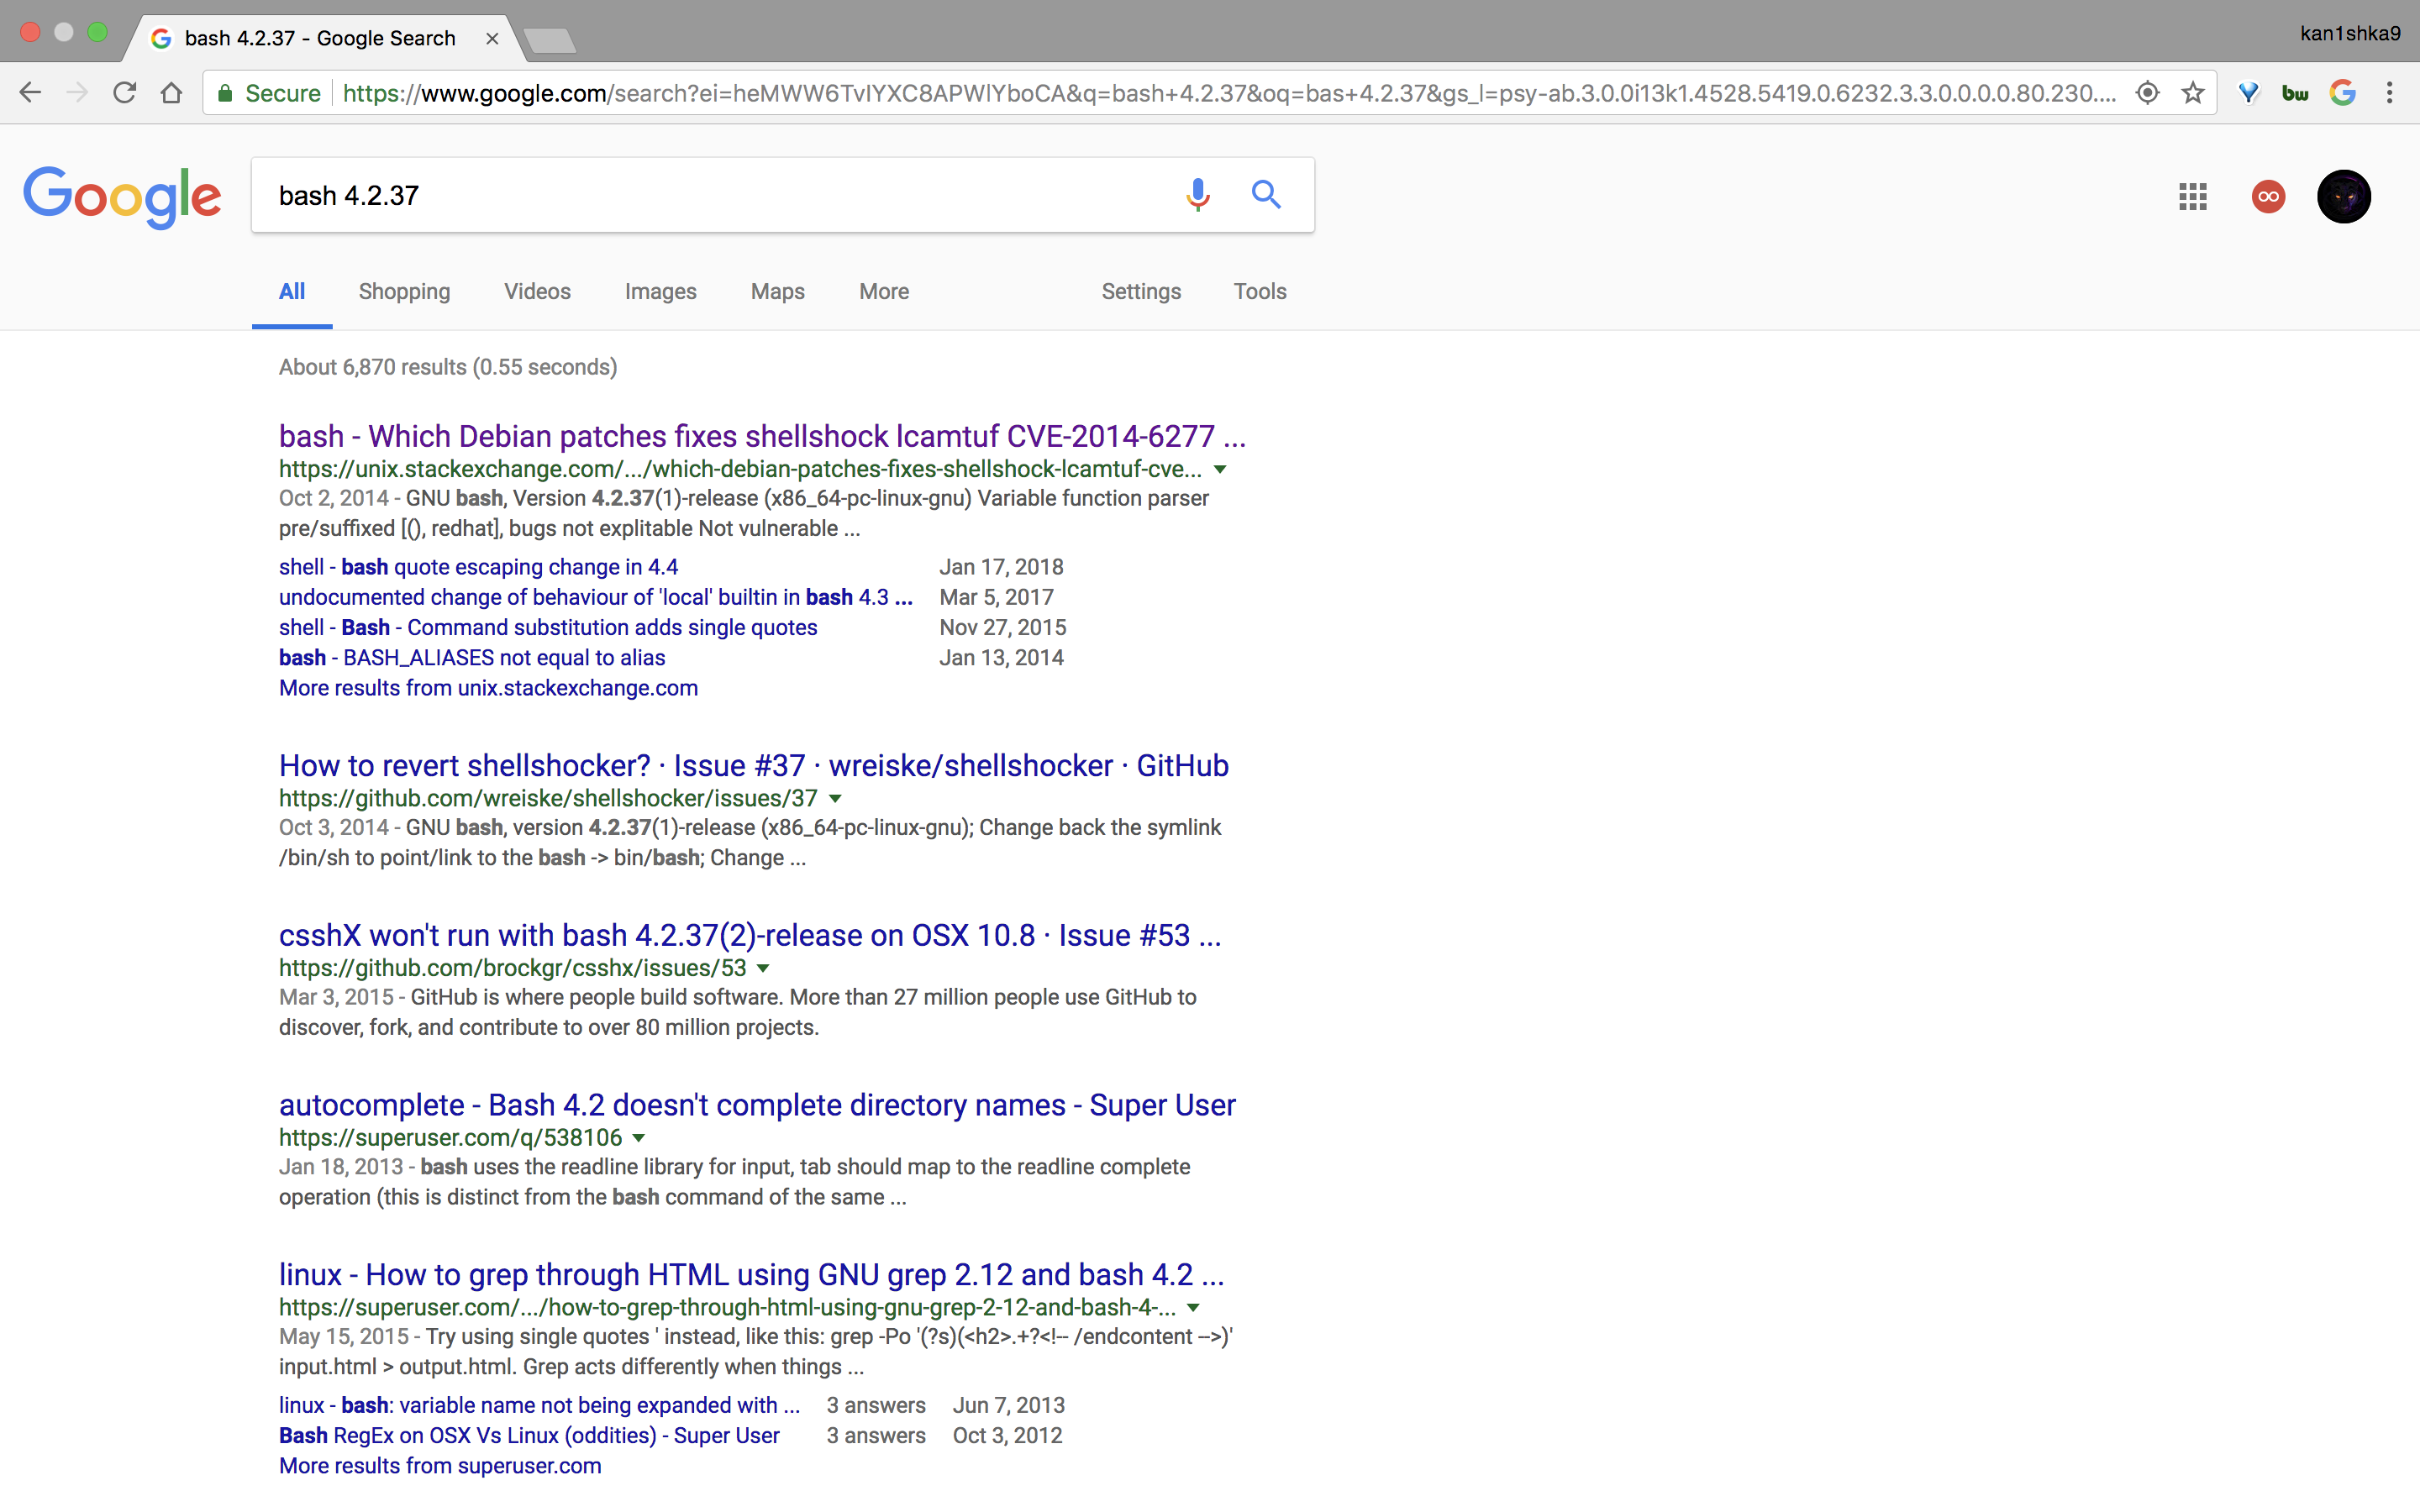 bash 4.2.37 - Google Search
kan1shka9
Secure https://www.google.com/search?ei=heMWW6TvIYXC8APWlYboCA&q=bash+4.2.37&oq=bas+4.2.37&gs_l=psy-ab.3.0.0i13k1.4528.5419.0.6232.3.3.0.0.0.0.80.230....
bw
Google
bash 4.2.37
All Shopping Videos Images Maps More Settings Tools
About 6,870 results (0.55 seconds)
bash - Which Debian patches fixes shellshock lcamtuf CVE-2014-6277 ...
https://unix.stackexchange.com/.../which-debian-patches-fixes-shellshock-lcamtuf-cve...
Oct 2, 2014 - GNU bash, Version 4.2.37(1)-release (x86_64-pc-linux-gnu) Variable function parser
pre/suffixed [(), redhat], bugs not explitable Not vulnerable ...
shell - bash quote escaping change in 4.4 Jan 17, 2018
undocumented change of behaviour of 'local' builtin in bash 4.3 ... Mar 5, 2017
shell - Bash - Command substitution adds single quotes Nov 27, 2015
bash - BASH_ALIASES not equal to alias Jan 13, 2014
More results from unix.stackexchange.com
How to revert shellshocker? · Issue #37 · wreiske/shellshocker · GitHub
https://github.com/wreiske/shellshocker/issues/37
Oct 3, 2014 - GNU bash, version 4.2.37(1)-release (x86_64-pc-linux-gnu); Change back the symlink
/bin/sh to point/link to the bash -> bin/bash; Change ...
csshX won't run with bash 4.2.37(2)-release on OSX 10.8 · Issue #53 ...
https://github.com/brockgr/csshx/issues/53
Mar 3, 2015 - GitHub is where people build software. More than 27 million people use GitHub to
discover, fork, and contribute to over 80 million projects.
autocomplete - Bash 4.2 doesn't complete directory names - Super User
https://superuser.com/q/538106
Jan 18, 2013 - bash uses the readline library for input, tab should map to the readline complete
operation (this is distinct from the bash command of the same ...
linux - How to grep through HTML using GNU grep 2.12 and bash 4.2 ...
https://superuser.com/.../how-to-grep-through-html-using-gnu-grep-2-12-and-bash-4-...
May 15, 2015 - Try using single quotes ' instead, like this: grep -Po '(?s)(<h2>.+?<!-- /endcontent -->)'
input.html > output.html. Grep acts differently when things ...
linux - bash: variable name not being expanded with ... 3 answers Jun 7, 2013
Bash RegEx on OSX Vs Linux (oddities) - Super User 3 answers Oct 3, 2012
More results from superuser.com